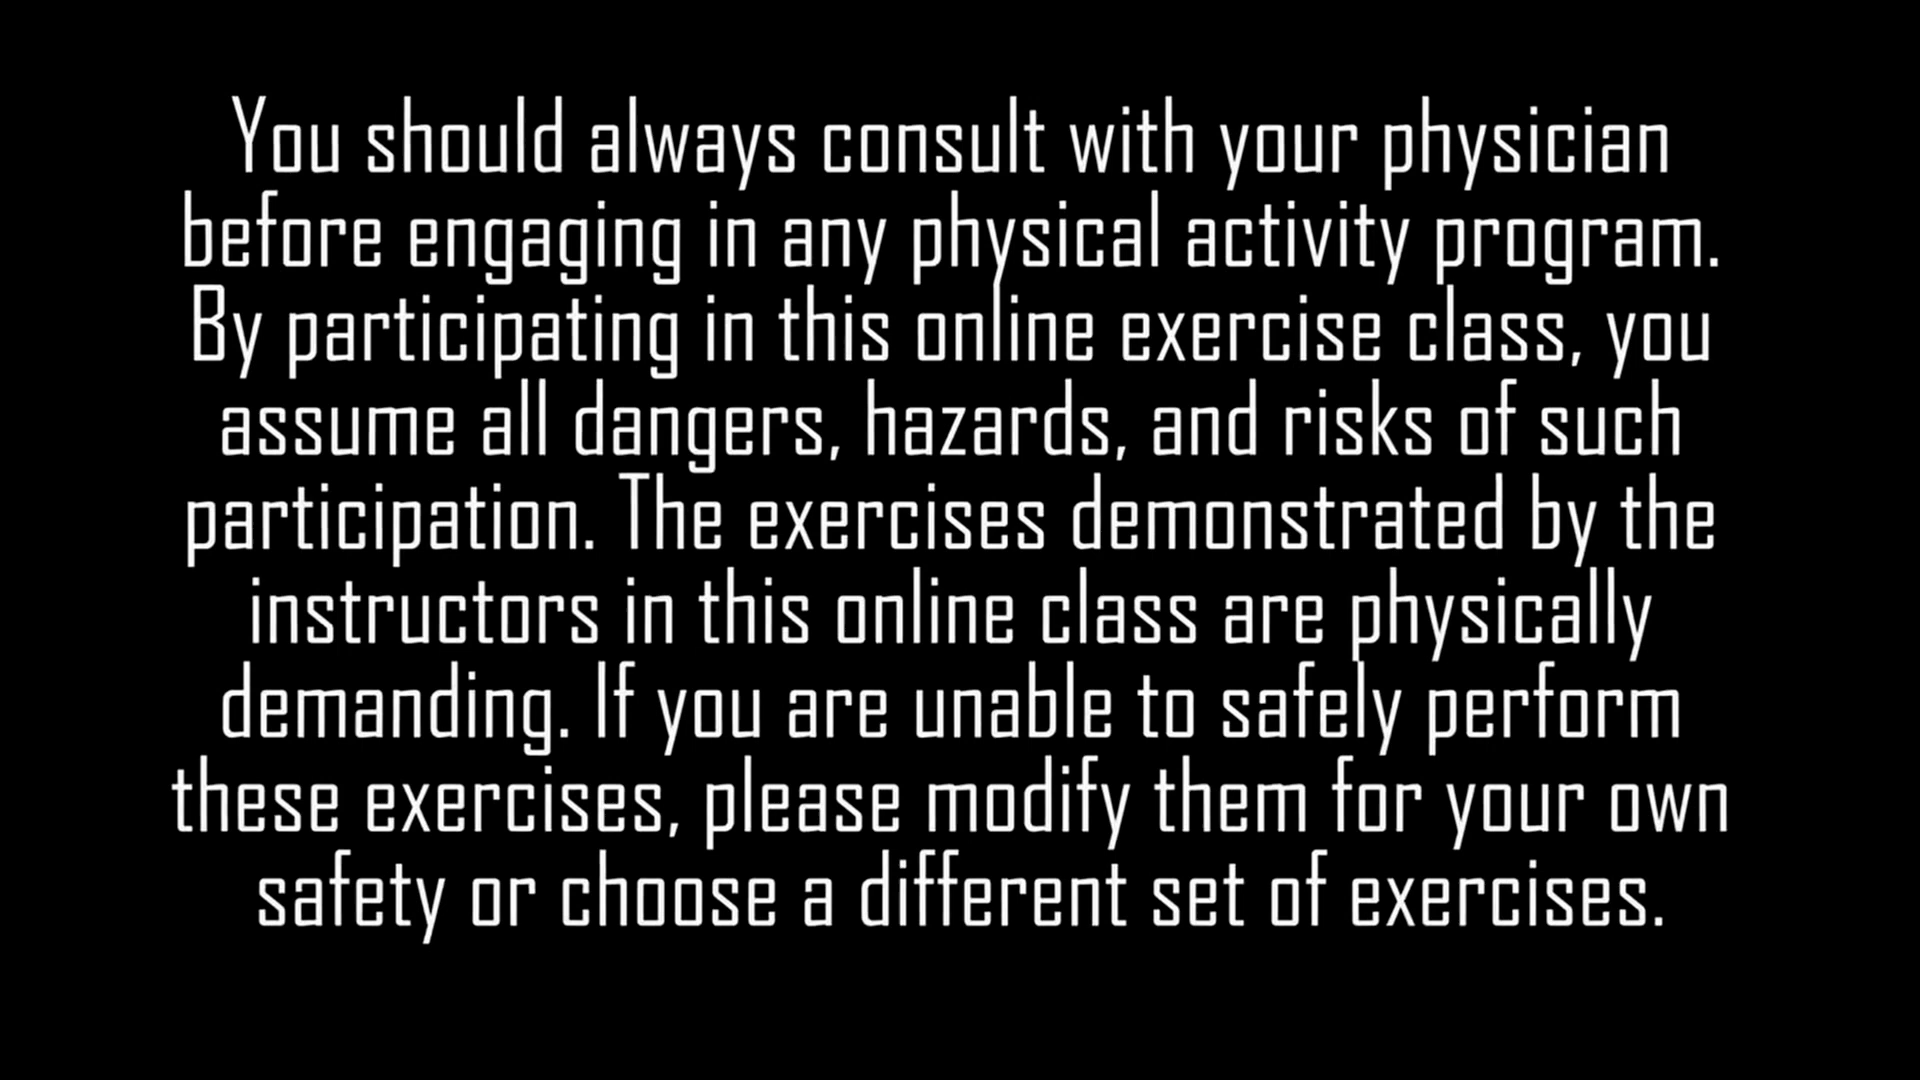 You should always consult with your physician
before engaging in any physical activity program.
By participating in this online exercise class, you
assume all dangers, hazards, and risks of such
participation. The exercises demonstrated by the
instructors in this online class are physically
demanding. If you are unable to safely perform
these exercises, please modify them for your own
safety or choose a different set of exercises.